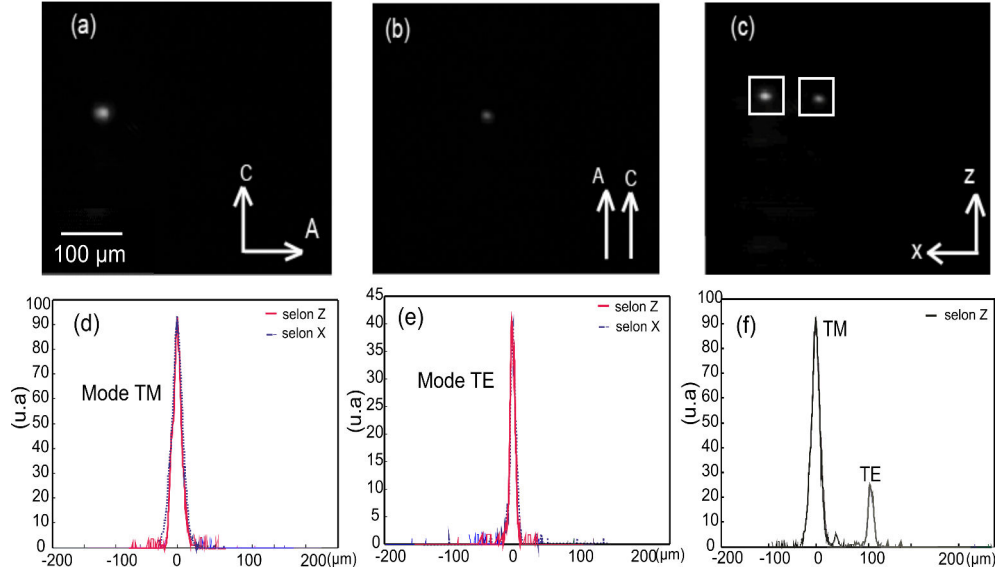 (a)
C
A
100 µm
(b)
A C
(c)
z
x
(d)
selon Z
selon X
Mode TM
(u.a)
100
90
80
70
60
50
40
30
20
10
0
-200 -100 0 100 200(µm)
(e)
selon Z
selon X
Mode TE
(u.a)
45
40
35
30
25
20
15
10
5
0
-200 -100 0 100 200(µm)
(f)
selon Z
TM
TE
(u.a)
100
90
80
70
60
50
40
30
20
10
0
-200 -100 0 100 200(µm)